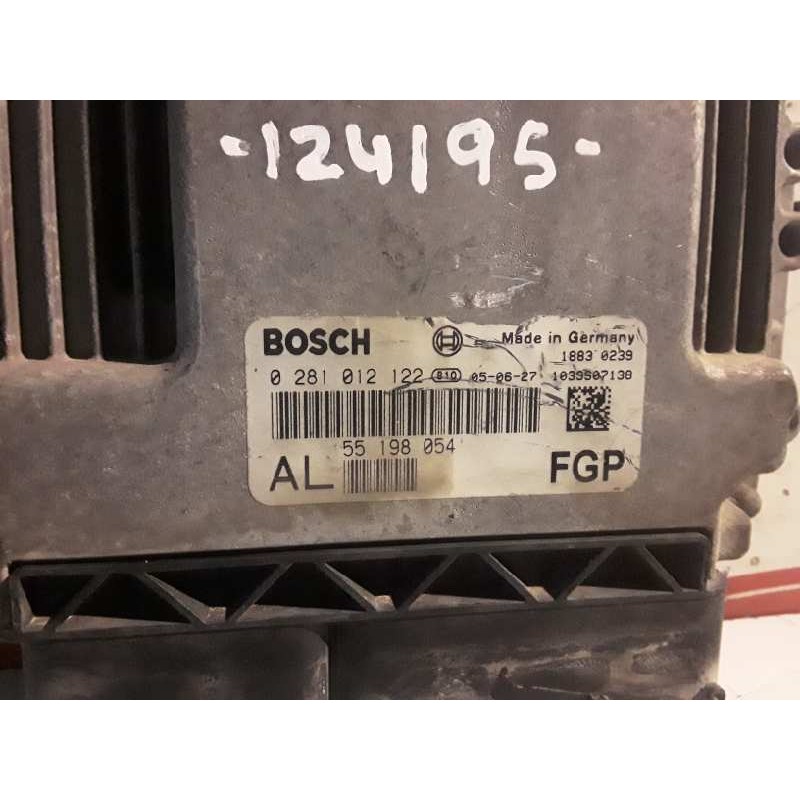 -124195-
BOSCH Made in Germany
1883 0239
0 281 012 122 810 05-06-27 1039S07138
55 198 054
AL FGP